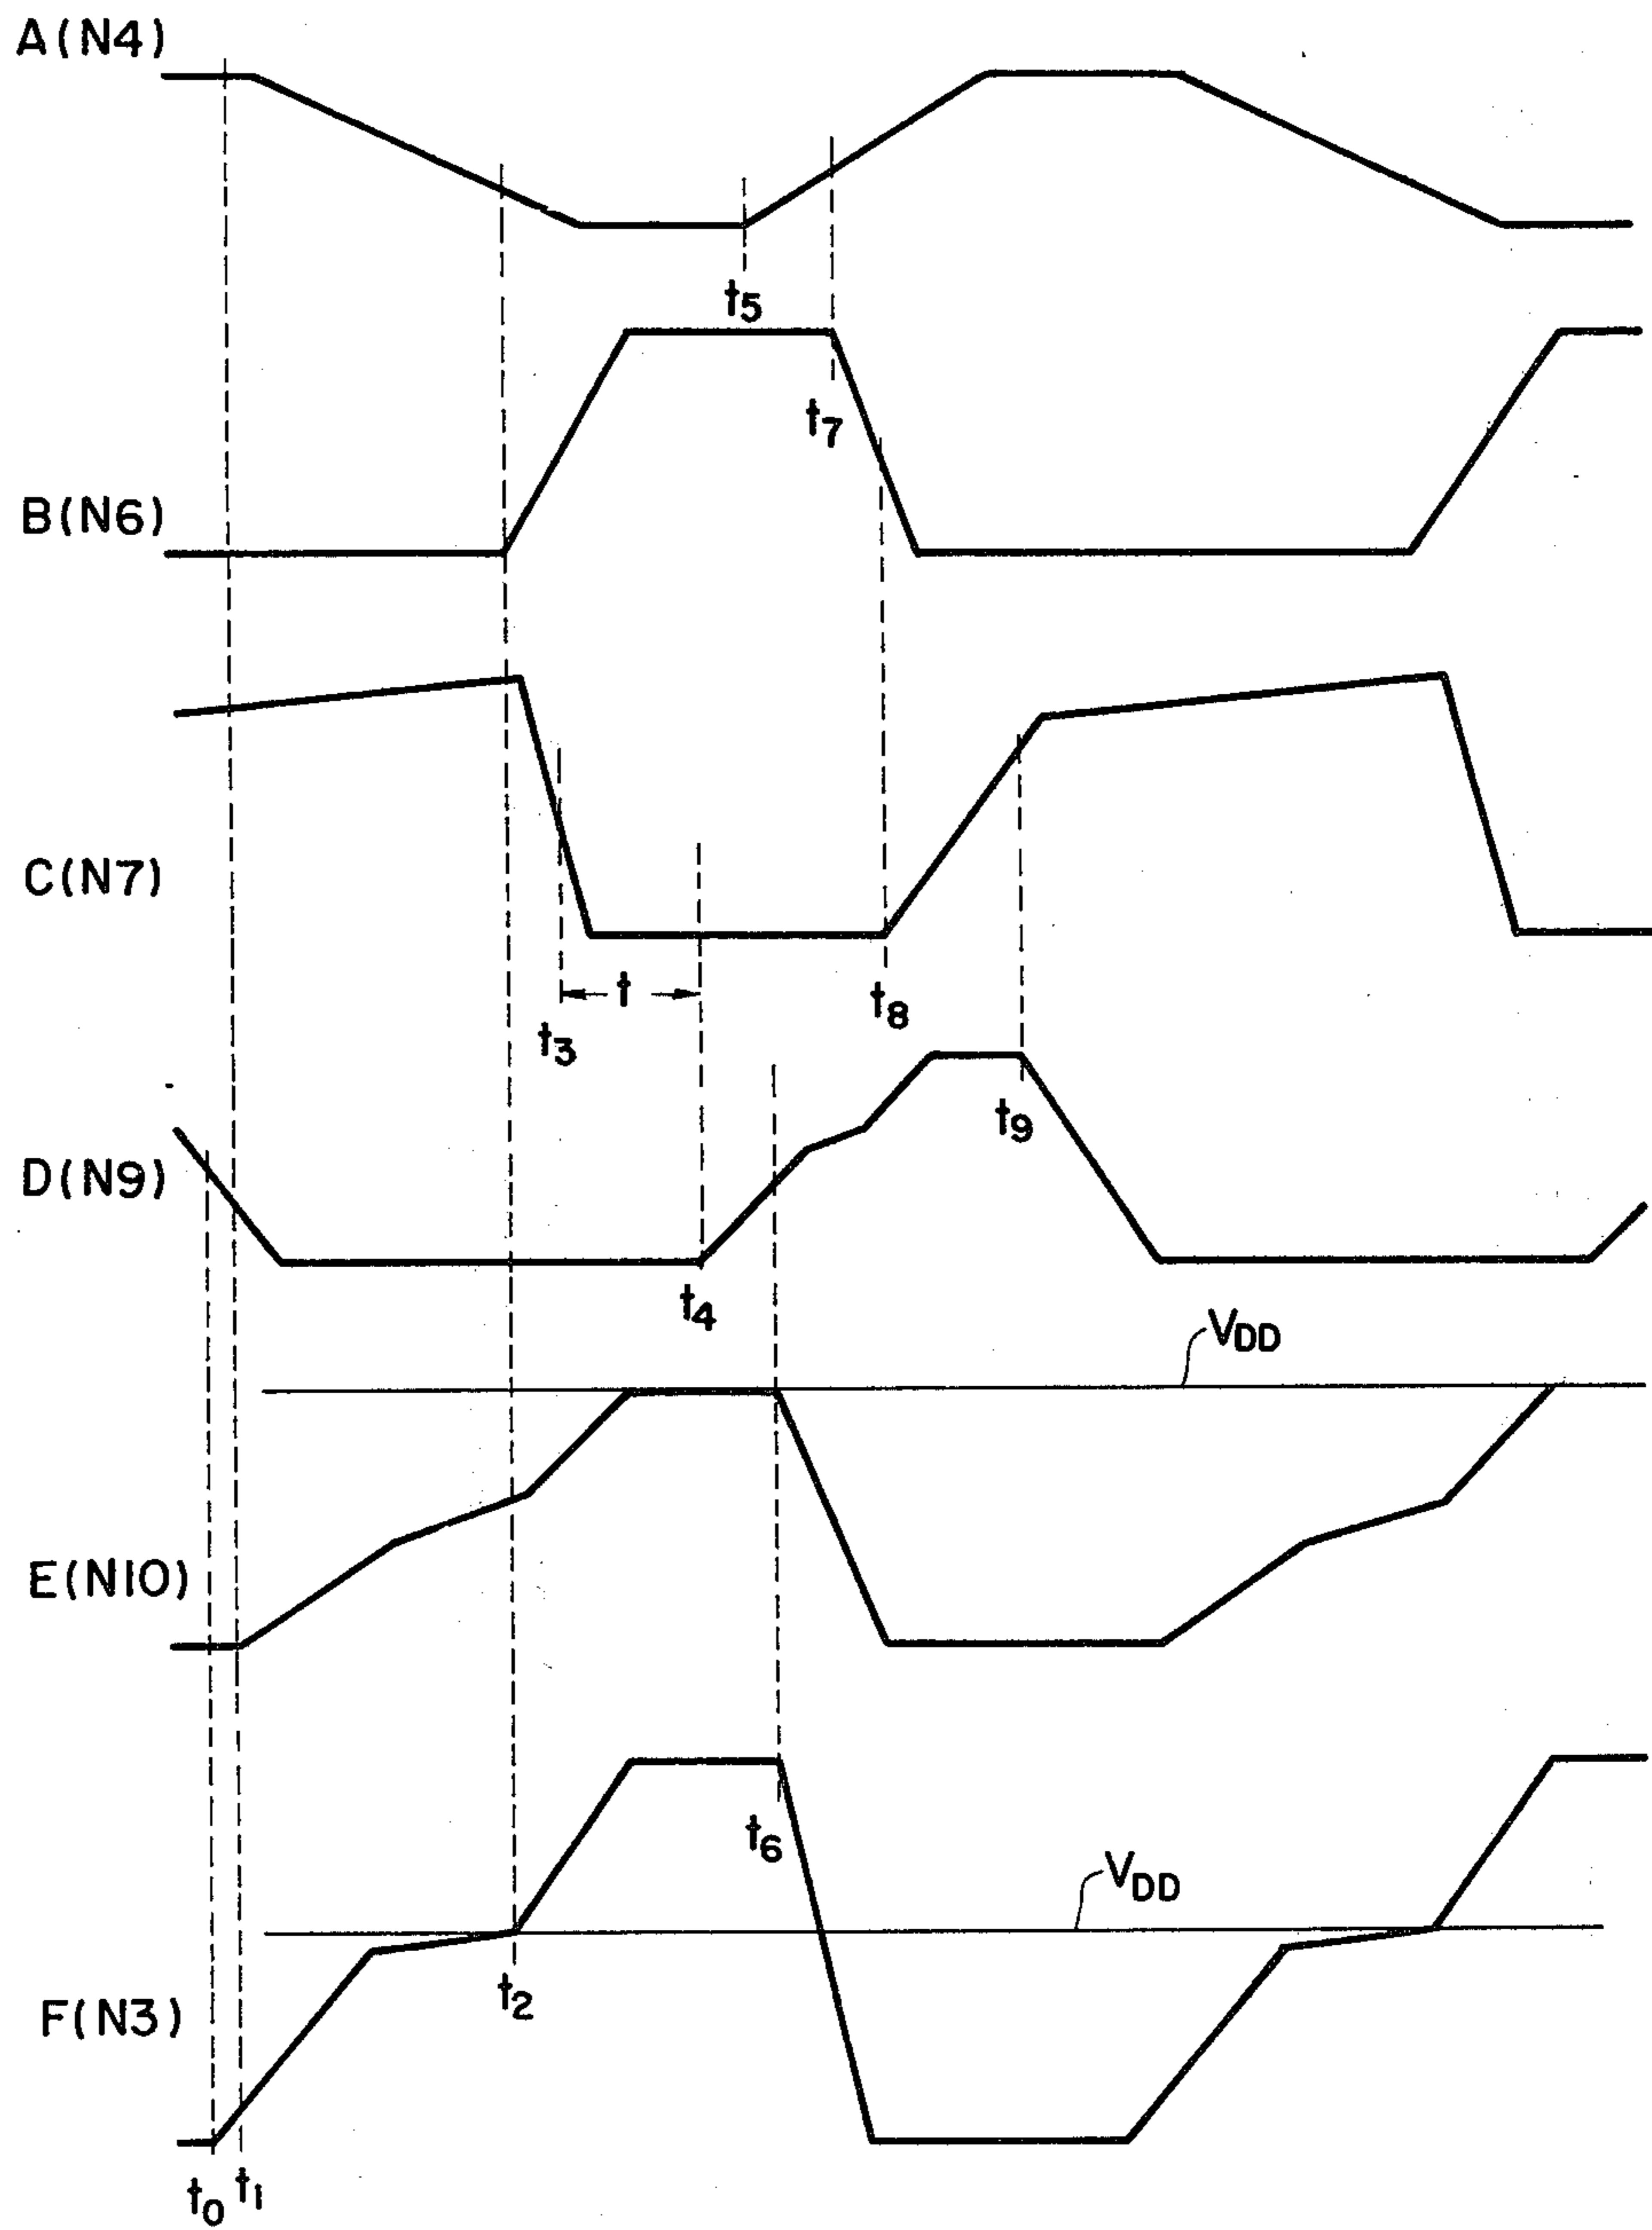 A(N4)
t5
B(N6)
t7
C(N7)
t
t8
t3
D(N9)
t9
t4
VDD
E(N10)
t6
VDD
t2
F(N3)
t0 t1